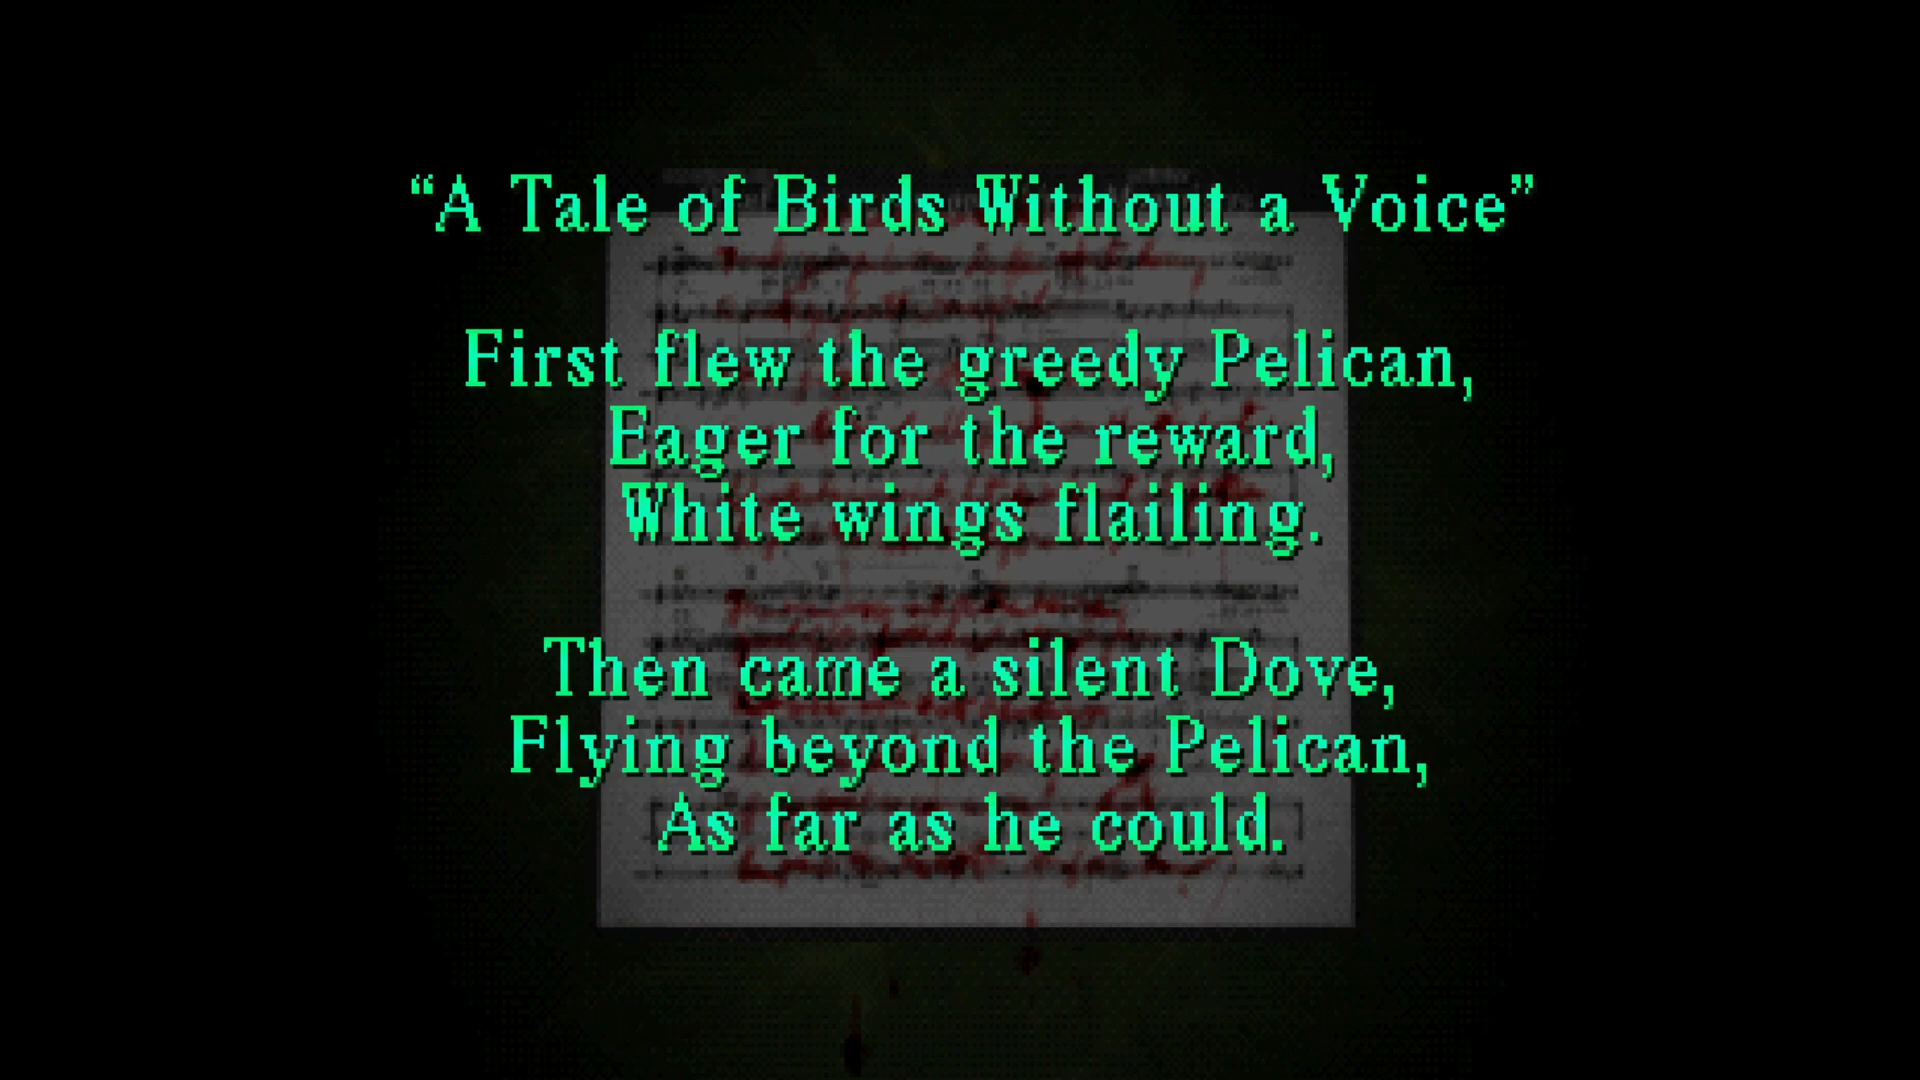 “A Tale of Birds Without a Voice”
First flew the greedy Pelican,
Eager for the reward,
White wings flailing.
Then came a silent Dove,
Flying beyond the Pelican,
As far as he could.